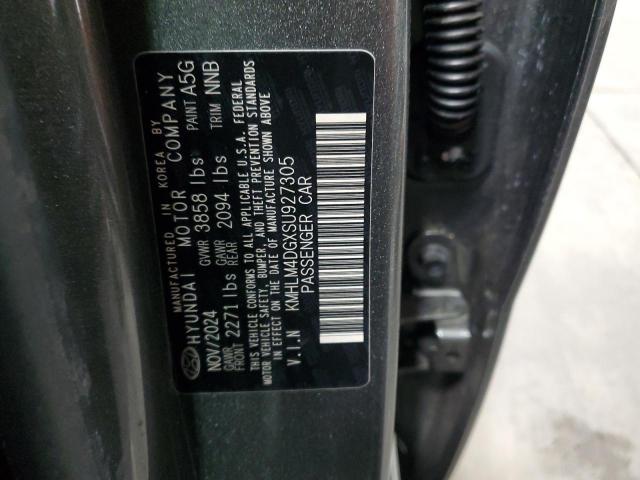 MANUFACTURED IN KOREA BY
HYUNDAI MOTOR COMPANY
NOV/2024 GVWR 3858 lbs PAINT A5G
GAWR FRONT 2271 lbs GAWR REAR 2094 lbs TRIM NNB
THIS VEHICLE CONFORMS TO ALL APPLICABLE U.S.A. FEDERAL
MOTOR VEHICLE SAFETY, BUMPER, AND THEFT PREVENTION STANDARDS
IN EFFECT ON THE DATE OF MANUFACTURE SHOWN ABOVE
V.I.N KMHLM4DGXSU927305
PASSENGER CAR